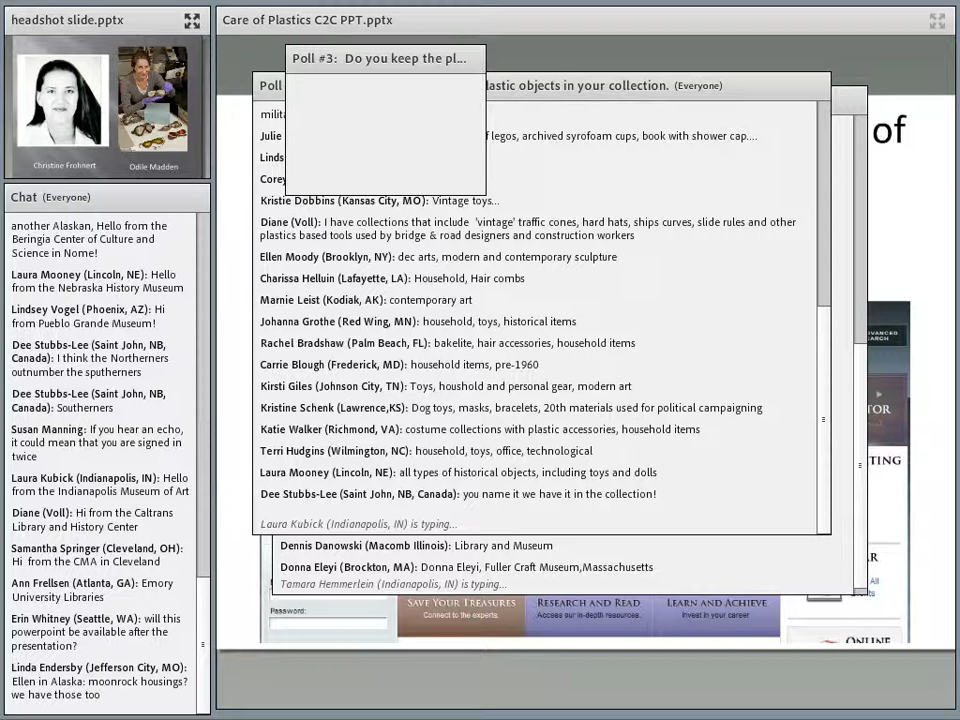 headshot slide.pptx
Christine Frohnert
Odile Madden
Chat (Everyone)
another Alaskan, Hello from the
Beringia Center of Culture and
Science in Nome!
Laura Mooney (Lincoln, NE): Hello
from the Nebraska History Museum
Lindsey Vogel (Phoenix, AZ): Hi
from Pueblo Grande Museum!
Dee Stubbs-Lee (Saint John, NB,
Canada): I think the Northerners
outnumber the sputherners
Dee Stubbs-Lee (Saint John, NB,
Canada): Southerners
Susan Manning: If you hear an echo,
it could mean that you are signed in
twice
Laura Kubick (Indianapolis, IN): Hello
from the Indianapolis Museum of Art
Diane (Voll): Hi from the Caltrans
Library and History Center
Samantha Springer (Cleveland, OH):
Hi from the CMA in Cleveland
Ann Frellsen (Atlanta, GA): Emory
University Libraries
Erin Whitney (Seattle, WA): will this
powerpoint be available after the
presentation?
Linda Endersby (Jefferson City, MO):
Ellen in Alaska: moonrock housings?
we have those too
Care of Plastics C2C PPT.pptx
Poll #3: Do you keep the pl...
Poll
lastic objects in your collection. (Everyone)
milita
Julie
f legos, archived syrofoam cups, book with shower cap....
Linds
Corey
Kristie Dobbins (Kansas City, MO): Vintage toys...
Diane (Voll): I have collections that include 'vintage' traffic cones, hard hats, ships curves, slide rules and other
plastics based tools used by bridge & road designers and construction workers
Ellen Moody (Brooklyn, NY): dec arts, modern and contemporary sculpture
Charissa Helluin (Lafayette, LA): Household, Hair combs
Marnie Leist (Kodiak, AK): contemporary art
Johanna Grothe (Red Wing, MN): household, toys, historical items
Rachel Bradshaw (Palm Beach, FL): bakelite, hair accessories, household items
Carrie Blough (Frederick, MD): household items, pre-1960
Kirsti Giles (Johnson City, TN): Toys, houshold and personal gear, modern art
Kristine Schenk (Lawrence,KS): Dog toys, masks, bracelets, 20th materials used for political campaigning
Katie Walker (Richmond, VA): costume collections with plastic accessories, household items
Terri Hudgins (Wilmington, NC): household, toys, office, technological
Laura Mooney (Lincoln, NE): all types of historical objects, including toys and dolls
Dee Stubbs-Lee (Saint John, NB, Canada): you name it we have it in the collection!
Laura Kubick (Indianapolis, IN) is typing...
Dennis Danowski (Macomb Illinois): Library and Museum
Donna Eleyi (Brockton, MA): Donna Eleyi, Fuller Craft Museum,Massachusetts
Tamara Hemmerlein (Indianapolis, IN) is typing...
of
TOR
TING
AR
All
Password:
SAVE YOUR TREASURES
Connect to the experts.
RESEARCH AND READ
Access our in-depth resources.
LEARN AND ACHIEVE
Invest in your career
ONLINE